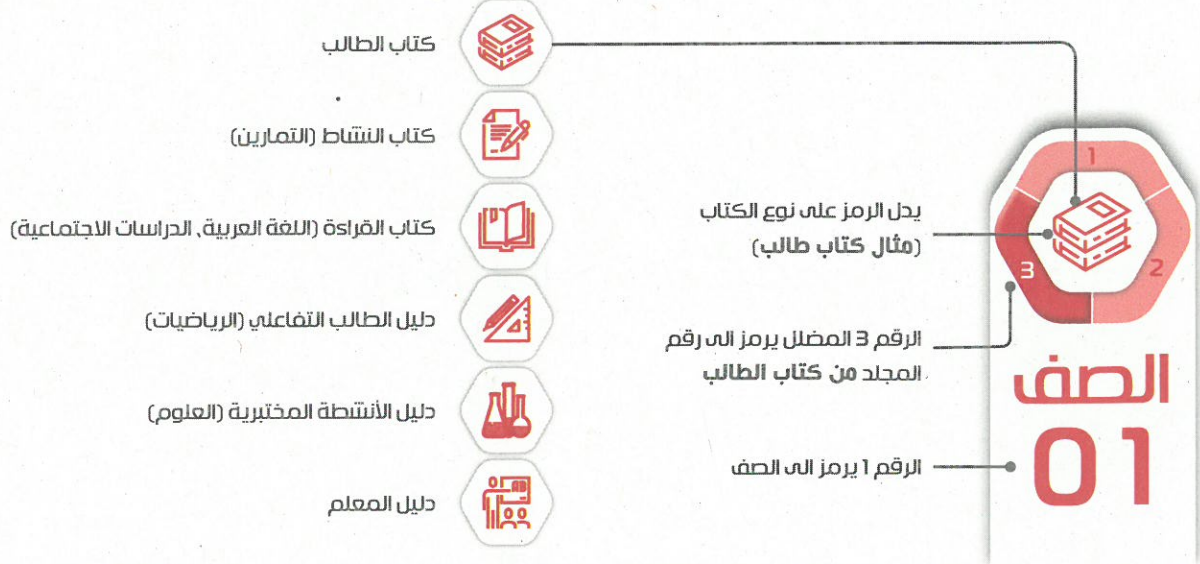 كتاب الطالب
كتاب النشاط (التمارين)
كتاب القراءة (اللغة العربية, الدراسات الاجتماعية)
دليل الطالب التفاعلي (الرياضيات)
دليل الأنشطة المختبرية (العلوم)
دليل المعلم
1
2
3
يدل الرمز على نوع الكتاب
(مثال كتاب طالب)
الرقم 3 المضلل يرمز الى رقم
المجلد من كتاب الطالب
الصف
01
الرقم 1 يرمز الى الصف
AB